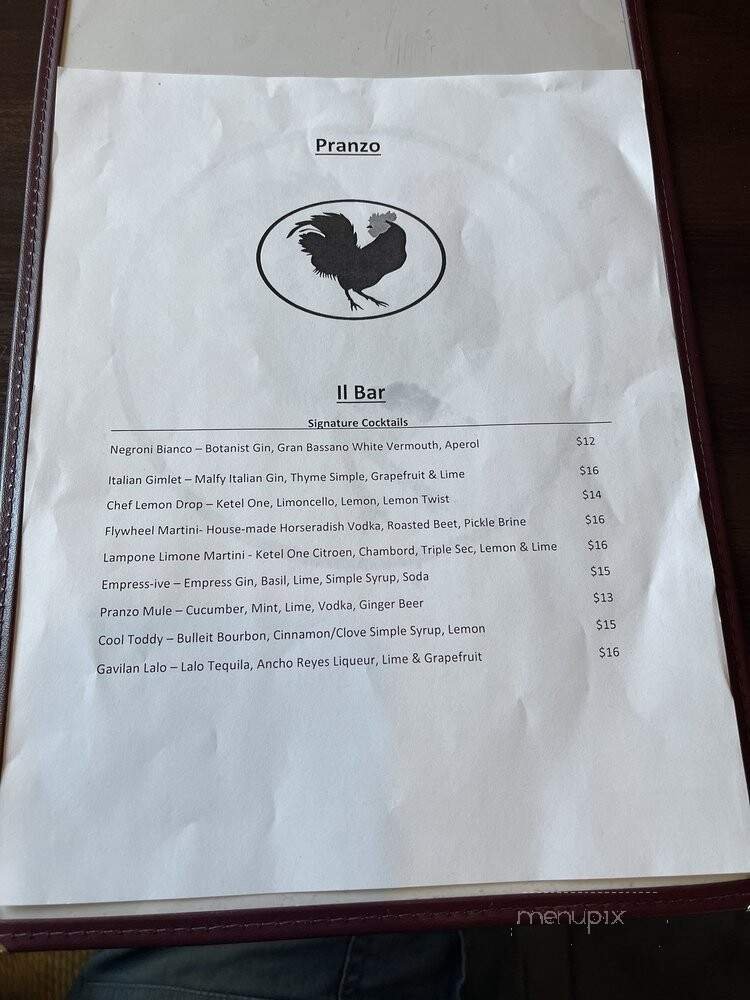 Pranzo
Il Bar
Signature Cocktails
Negroni Bianco – Botanist Gin, Gran Bassano White Vermouth, Aperol $12
Italian Gimlet – Malfy Italian Gin, Thyme Simple, Grapefruit & Lime $16
Chef Lemon Drop – Ketel One, Limoncello, Lemon, Lemon Twist $14
Flywheel Martini- House-made Horseradish Vodka, Roasted Beet, Pickle Brine $16
Lampone Limone Martini - Ketel One Citroen, Chambord, Triple Sec, Lemon & Lime $16
Empress-ive – Empress Gin, Basil, Lime, Simple Syrup, Soda $15
Pranzo Mule – Cucumber, Mint, Lime, Vodka, Ginger Beer $13
Cool Toddy – Bulleit Bourbon, Cinnamon/Clove Simple Syrup, Lemon $15
Gavilan Lalo – Lalo Tequila, Ancho Reyes Liqueur, Lime & Grapefruit $16
menupix